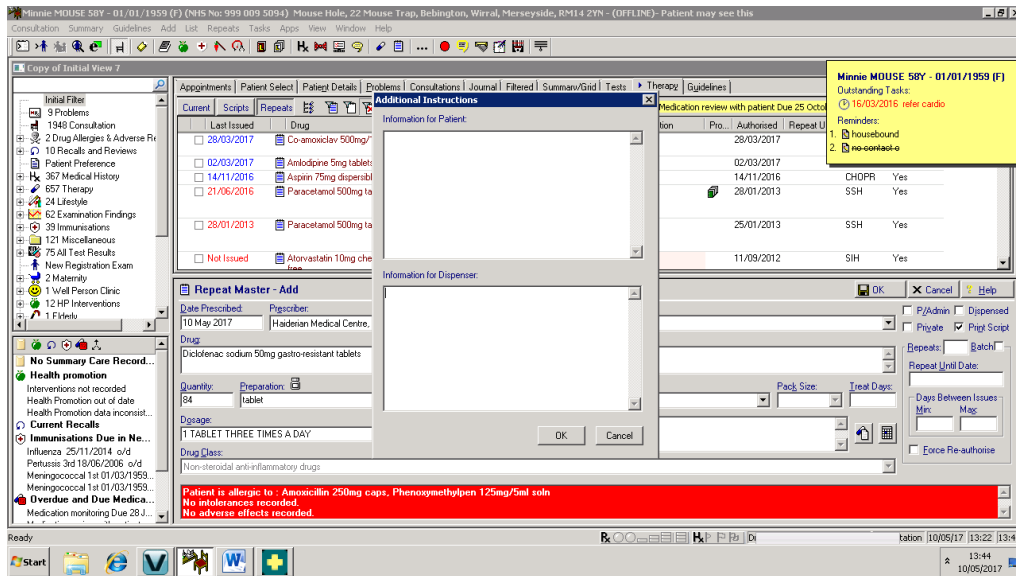 Minnie MOUSE 58Y - 01/01/1959 (F) (NHS No: 999 009 5094) Mouse Hole, 22 Mouse Trap, Bebington, Wirral, Merseyside, RM14 2YN - (OFFLINE)- Patient may see this
Consultation Summary Guidelines Add List Repeats Tasks Apps View Window Help
Copy of Initial View 7
Initial Filter
9 Problems
1948 Consultation
2 Drug Allergies & Adverse Re
10 Recalls and Reviews
Patient Preference
367 Medical History
657 Therapy
24 Lifestyle
62 Examination Findings
39 Immunisations
121 Miscellaneous
75 All Test Results
New Registration Exam
2 Maternity
1 Well Person Clinic
12 HP Interventions
1 Elderly
No Summary Care Record...
Health promotion
Interventions not recorded
Health Promotion out of date
Health Promotion data inconsist...
Current Recalls
Immunisations Due in Ne...
Influenza 25/11/2014 o/d
Pertussis 3rd 18/06/2006 o/d
Meningococcal 1st 01/03/1959...
Meningococcal 1st 01/03/1959...
Overdue and Due Medica...
Medication monitoring Due 28 J...
Appointments Patient Select Patient Details Problems Consultations Journal Filtered Summary/Grid Tests Therapy Guidelines
Current Scripts Repeats
Medication review with patient Due 25 Octo
Last Issued Drug tion Pro... Authorised Repeat U
28/03/2017 Co-amoxiclav 500mg/ 28/03/2017
02/03/2017 Amlodipine 5mg tablets 02/03/2017
14/11/2016 Aspirin 75mg dispersibl 14/11/2016 CHOPR Yes
21/06/2016 Paracetamol 500mg ta 28/01/2013 SSH Yes
28/01/2013 Paracetamol 500mg ta 25/01/2013 SSH Yes
Not Issued Atorvastatin 10mg che 11/09/2012 SIH Yes
free
Minnie MOUSE 58Y - 01/01/1959 (F)
Outstanding Tasks:
16/03/2016 refer cardio
Reminders:
1. housebound
2. no contact o
Additional Instructions
Information for Patient:
Information for Dispenser:
OK Cancel
Repeat Master - Add
OK Cancel Help
Date Prescribed: Prescriber:
10 May 2017 Haiderian Medical Centre,
P/Admin Dispensed
Private Print Script
Drug:
Diclofenac sodium 50mg gastro-resistant tablets
Repeats: Batch
Repeat Until Date:
Quantity: Preparation: Pack Size: Treat Days:
84 tablet
Days Between Issues
Min: Max:
Dosage:
1 TABLET THREE TIMES A DAY
Force Re-authorise
Drug Class:
Non-steroidal anti-inflammatory drugs
Patient is allergic to : Amoxicillin 250mg caps, Phenoxymethylpen 125mg/5ml soln
No intolerances recorded.
No adverse effects recorded.
Ready
tation 10/05/17 13:22 13:4
Start
13:44
10/05/2017